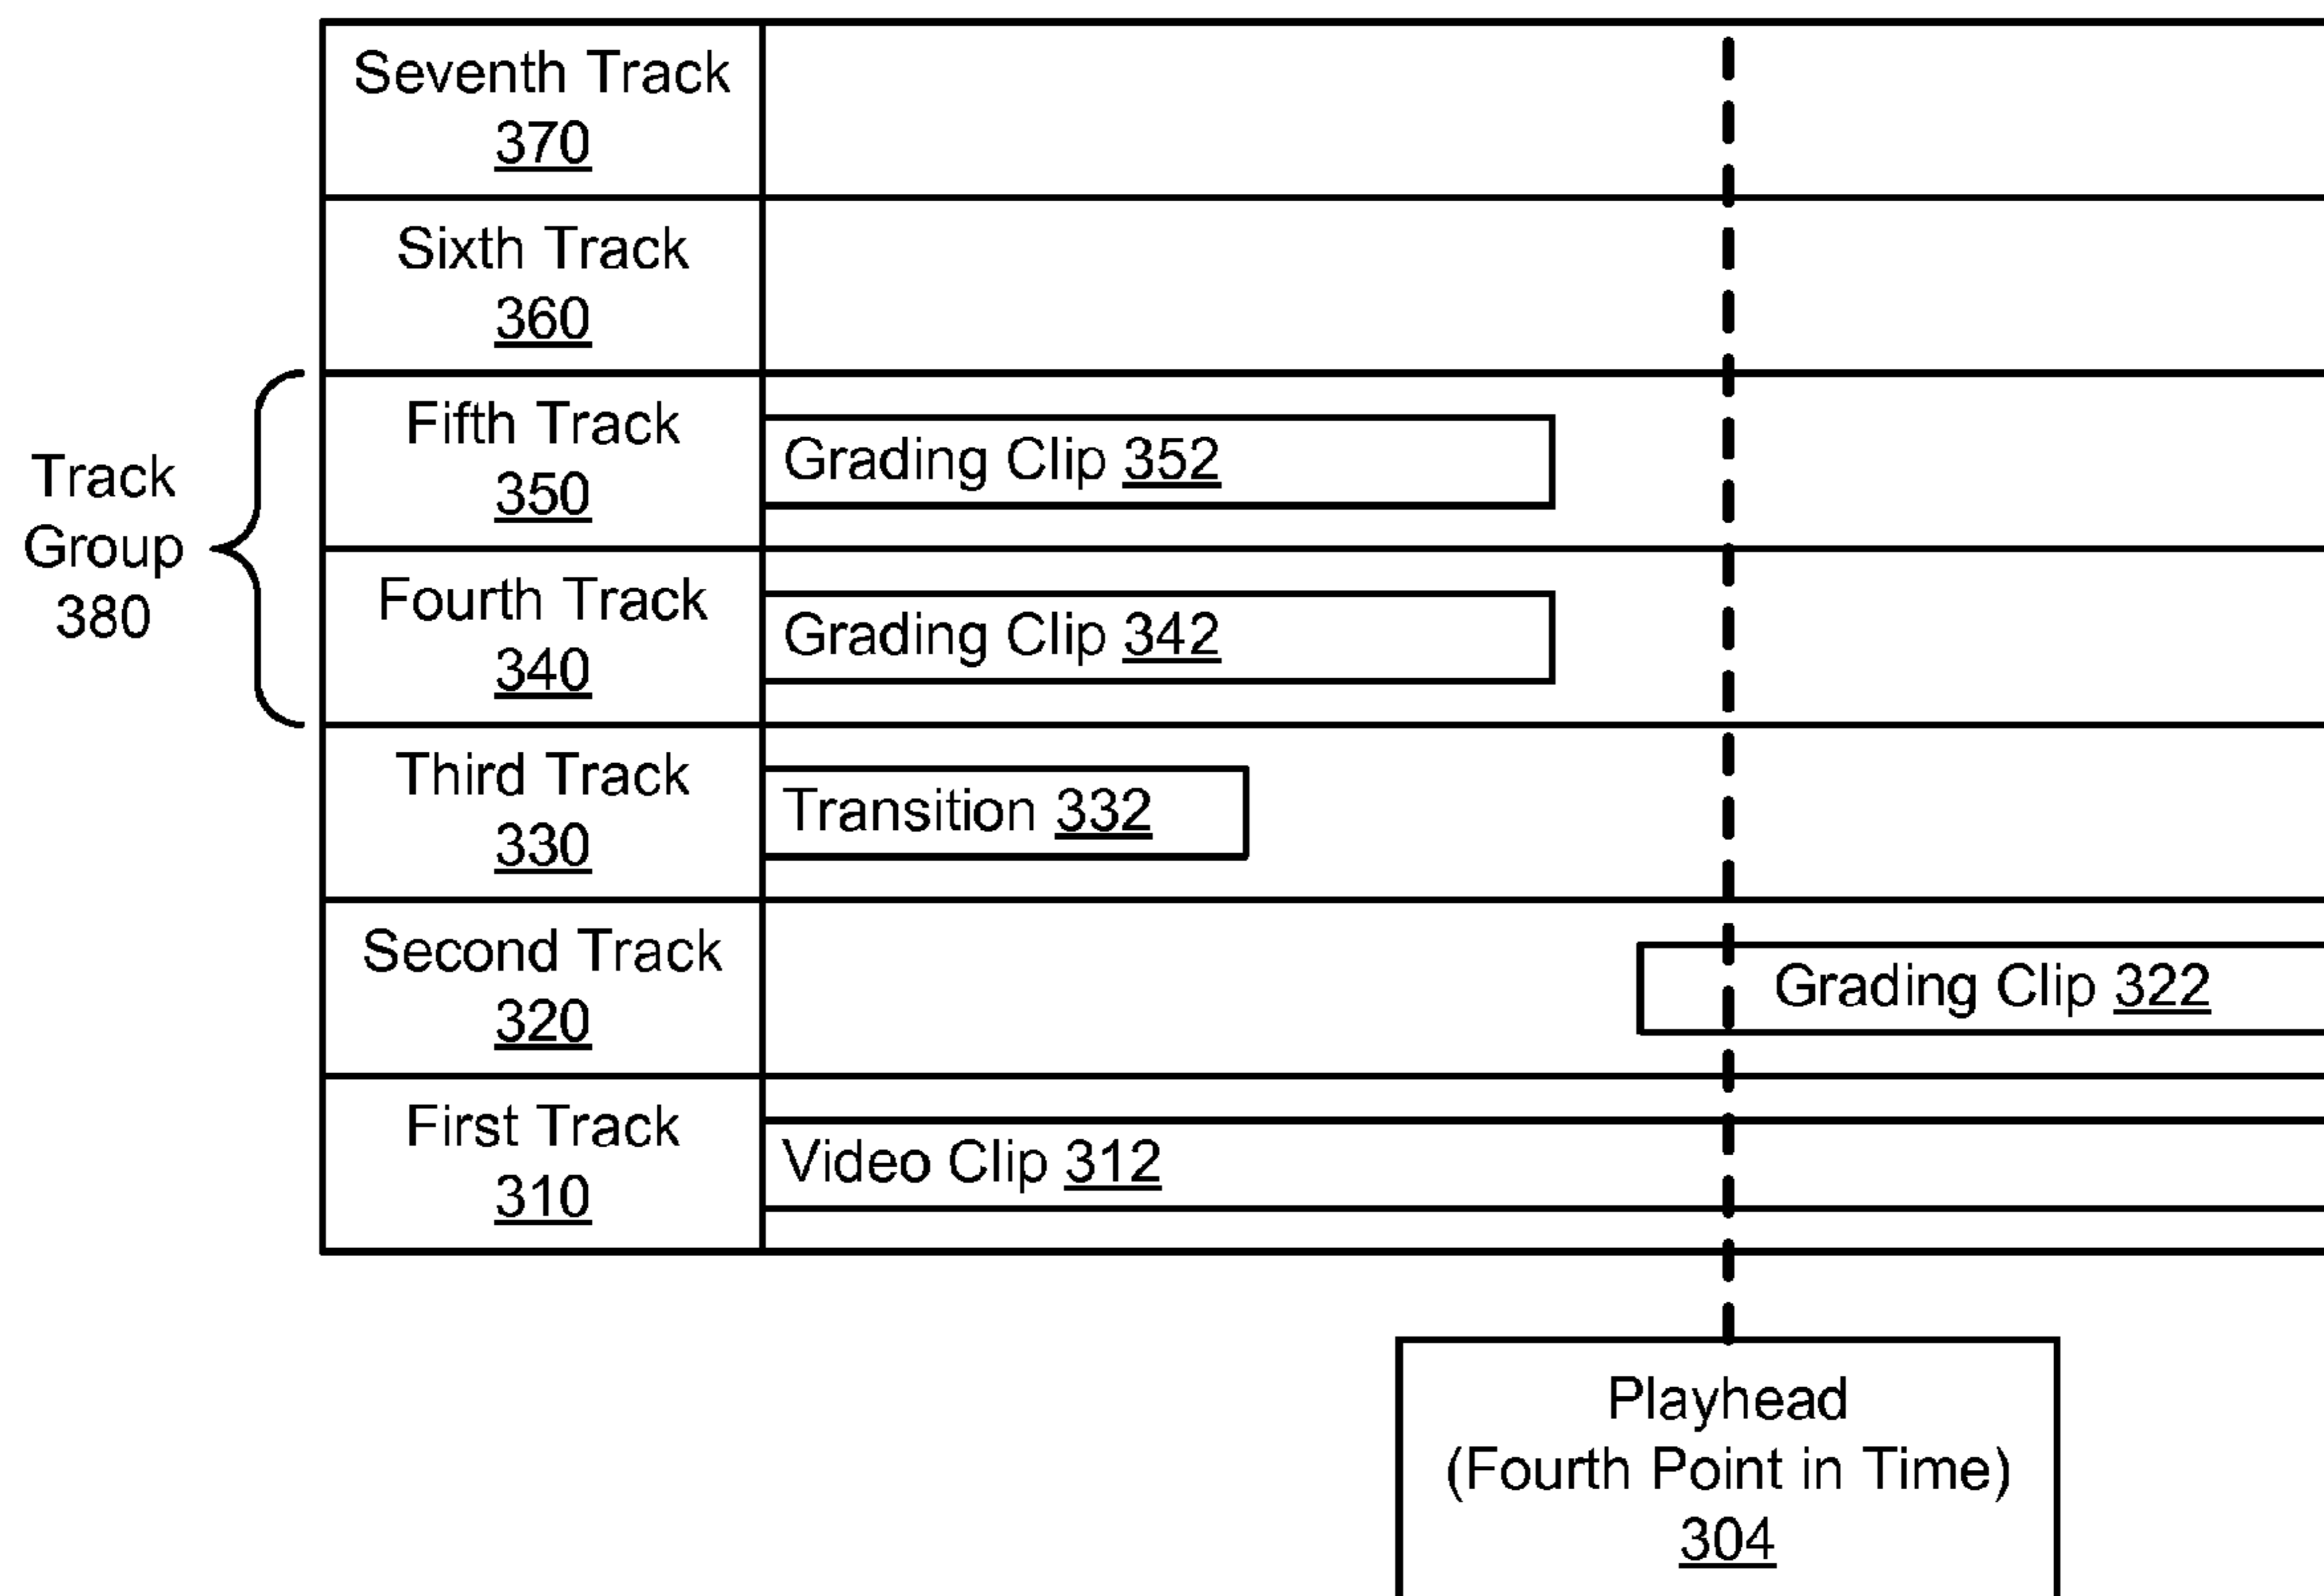 Seventh Track
370
Sixth Track
360
Track
Group
380
Fifth Track
350
Grading Clip 352
Fourth Track
340
Grading Clip 342
Third Track
330
Transition 332
Second Track
320
Grading Clip 322
First Track
310
Video Clip 312
Playhead
(Fourth Point in Time)
304